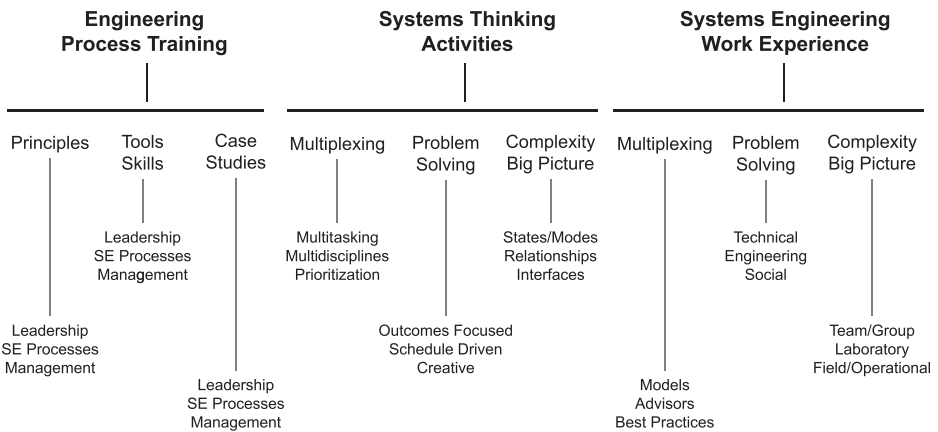 Engineering
Process Training
Systems Thinking
Activities
Systems Engineering
Work Experience
Principles
Tools
Skills
Case
Studies
Multiplexing
Problem
Solving
Complexity
Big Picture
Multiplexing
Problem
Solving
Complexity
Big Picture
Leadership
SE Processes
Management
Multitasking
Multidisciplines
Prioritization
States/Modes
Relationships
Interfaces
Technical
Engineering
Social
Leadership
SE Processes
Management
Outcomes Focused
Schedule Driven
Creative
Team/Group
Laboratory
Field/Operational
Leadership
SE Processes
Management
Models
Advisors
Best Practices